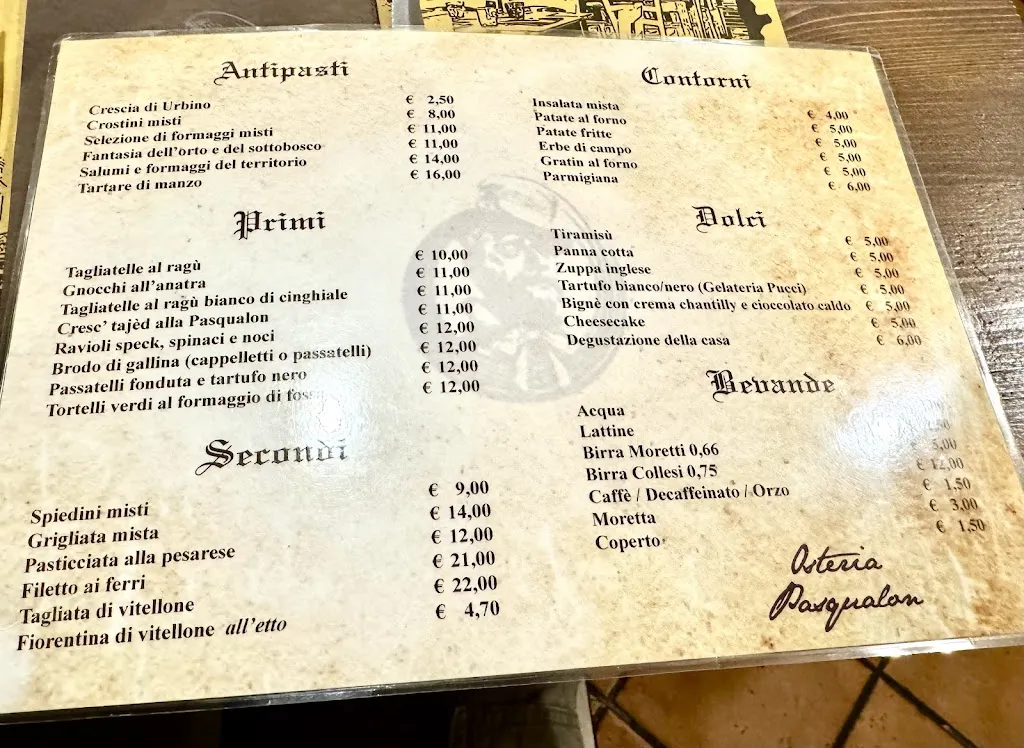 Antipasti
Crescia di Urbino € 2,50
Crostini misti € 8,00
Selezione di formaggi misti € 11,00
Fantasia dell'orto e del sottobosco € 11,00
Salumi e formaggi del territorio € 14,00
Tartare di manzo € 16,00
Primi
Tagliatelle al ragù € 10,00
Gnocchi all'anatra € 11,00
Tagliatelle al ragù bianco di cinghiale € 11,00
Cresc' tajèd alla Pasqualon € 11,00
Ravioli speck, spinaci e noci € 12,00
Brodo di gallina (cappelletti o passatelli) € 12,00
Passatelli fonduta e tartufo nero € 12,00
Tortelli verdi al formaggio di fossa € 12,00
Secondi
Spiedini misti € 9,00
Grigliata mista € 14,00
Pasticciata alla pesarese € 12,00
Filetto ai ferri € 21,00
Tagliata di vitellone € 22,00
Fiorentina di vitellone all'etto € 4,70
Contorni
Insalata mista € 4,00
Patate al forno € 5,00
Patate fritte € 5,00
Erbe di campo € 5,00
Gratin al forno € 5,00
Parmigiana € 6,00
Dolci
Tiramisù € 5,00
Panna cotta € 5,00
Zuppa inglese € 5,00
Tartufo bianco/nero (Gelateria Pucci) € 5,00
Bignè con crema chantilly e cioccolato caldo € 5,00
Cheesecake € 5,00
Degustazione della casa € 6,00
Bevande
Acqua
Lattine
Birra Moretti 0,66 5,00
Birra Collesi 0,75 € 12,00
Caffè / Decaffeinato / Orzo € 1,50
Moretta € 3,00
Coperto € 1,50
Osteria
Pasqualon